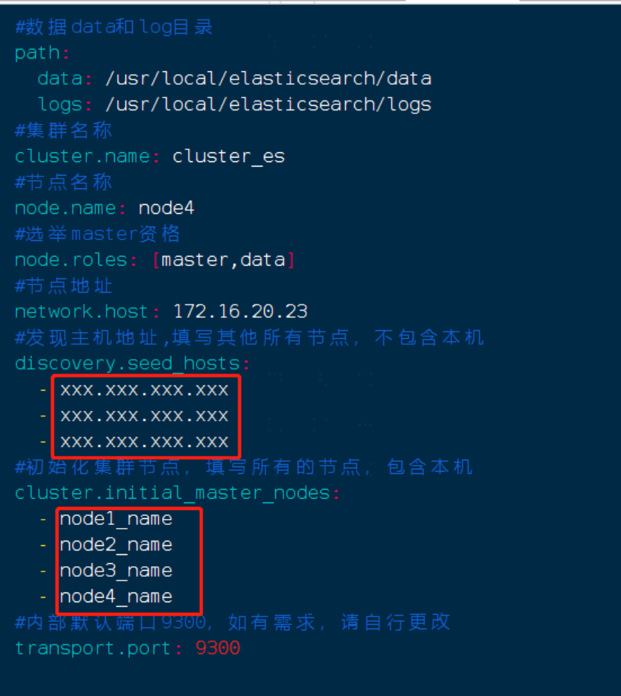 #数据data和log目录
path:
  data: /usr/local/elasticsearch/data
  logs: /usr/local/elasticsearch/logs
#集群名称
cluster.name: cluster_es
#节点名称
node.name: node4
#选举master资格
node.roles: [master,data]
#节点地址
network.host: 172.16.20.23
#发现主机地址,填写其他所有节点，不包含本机
discovery.seed_hosts:
  - xxx.xxx.xxx.xxx
  - xxx.xxx.xxx.xxx
  - xxx.xxx.xxx.xxx
#初始化集群节点，填写所有的节点，包含本机
cluster.initial_master_nodes:
  - node1_name
  - node2_name
  - node3_name
  - node4_name
#内部默认端口9300，如有需求，请自行更改
transport.port: 9300